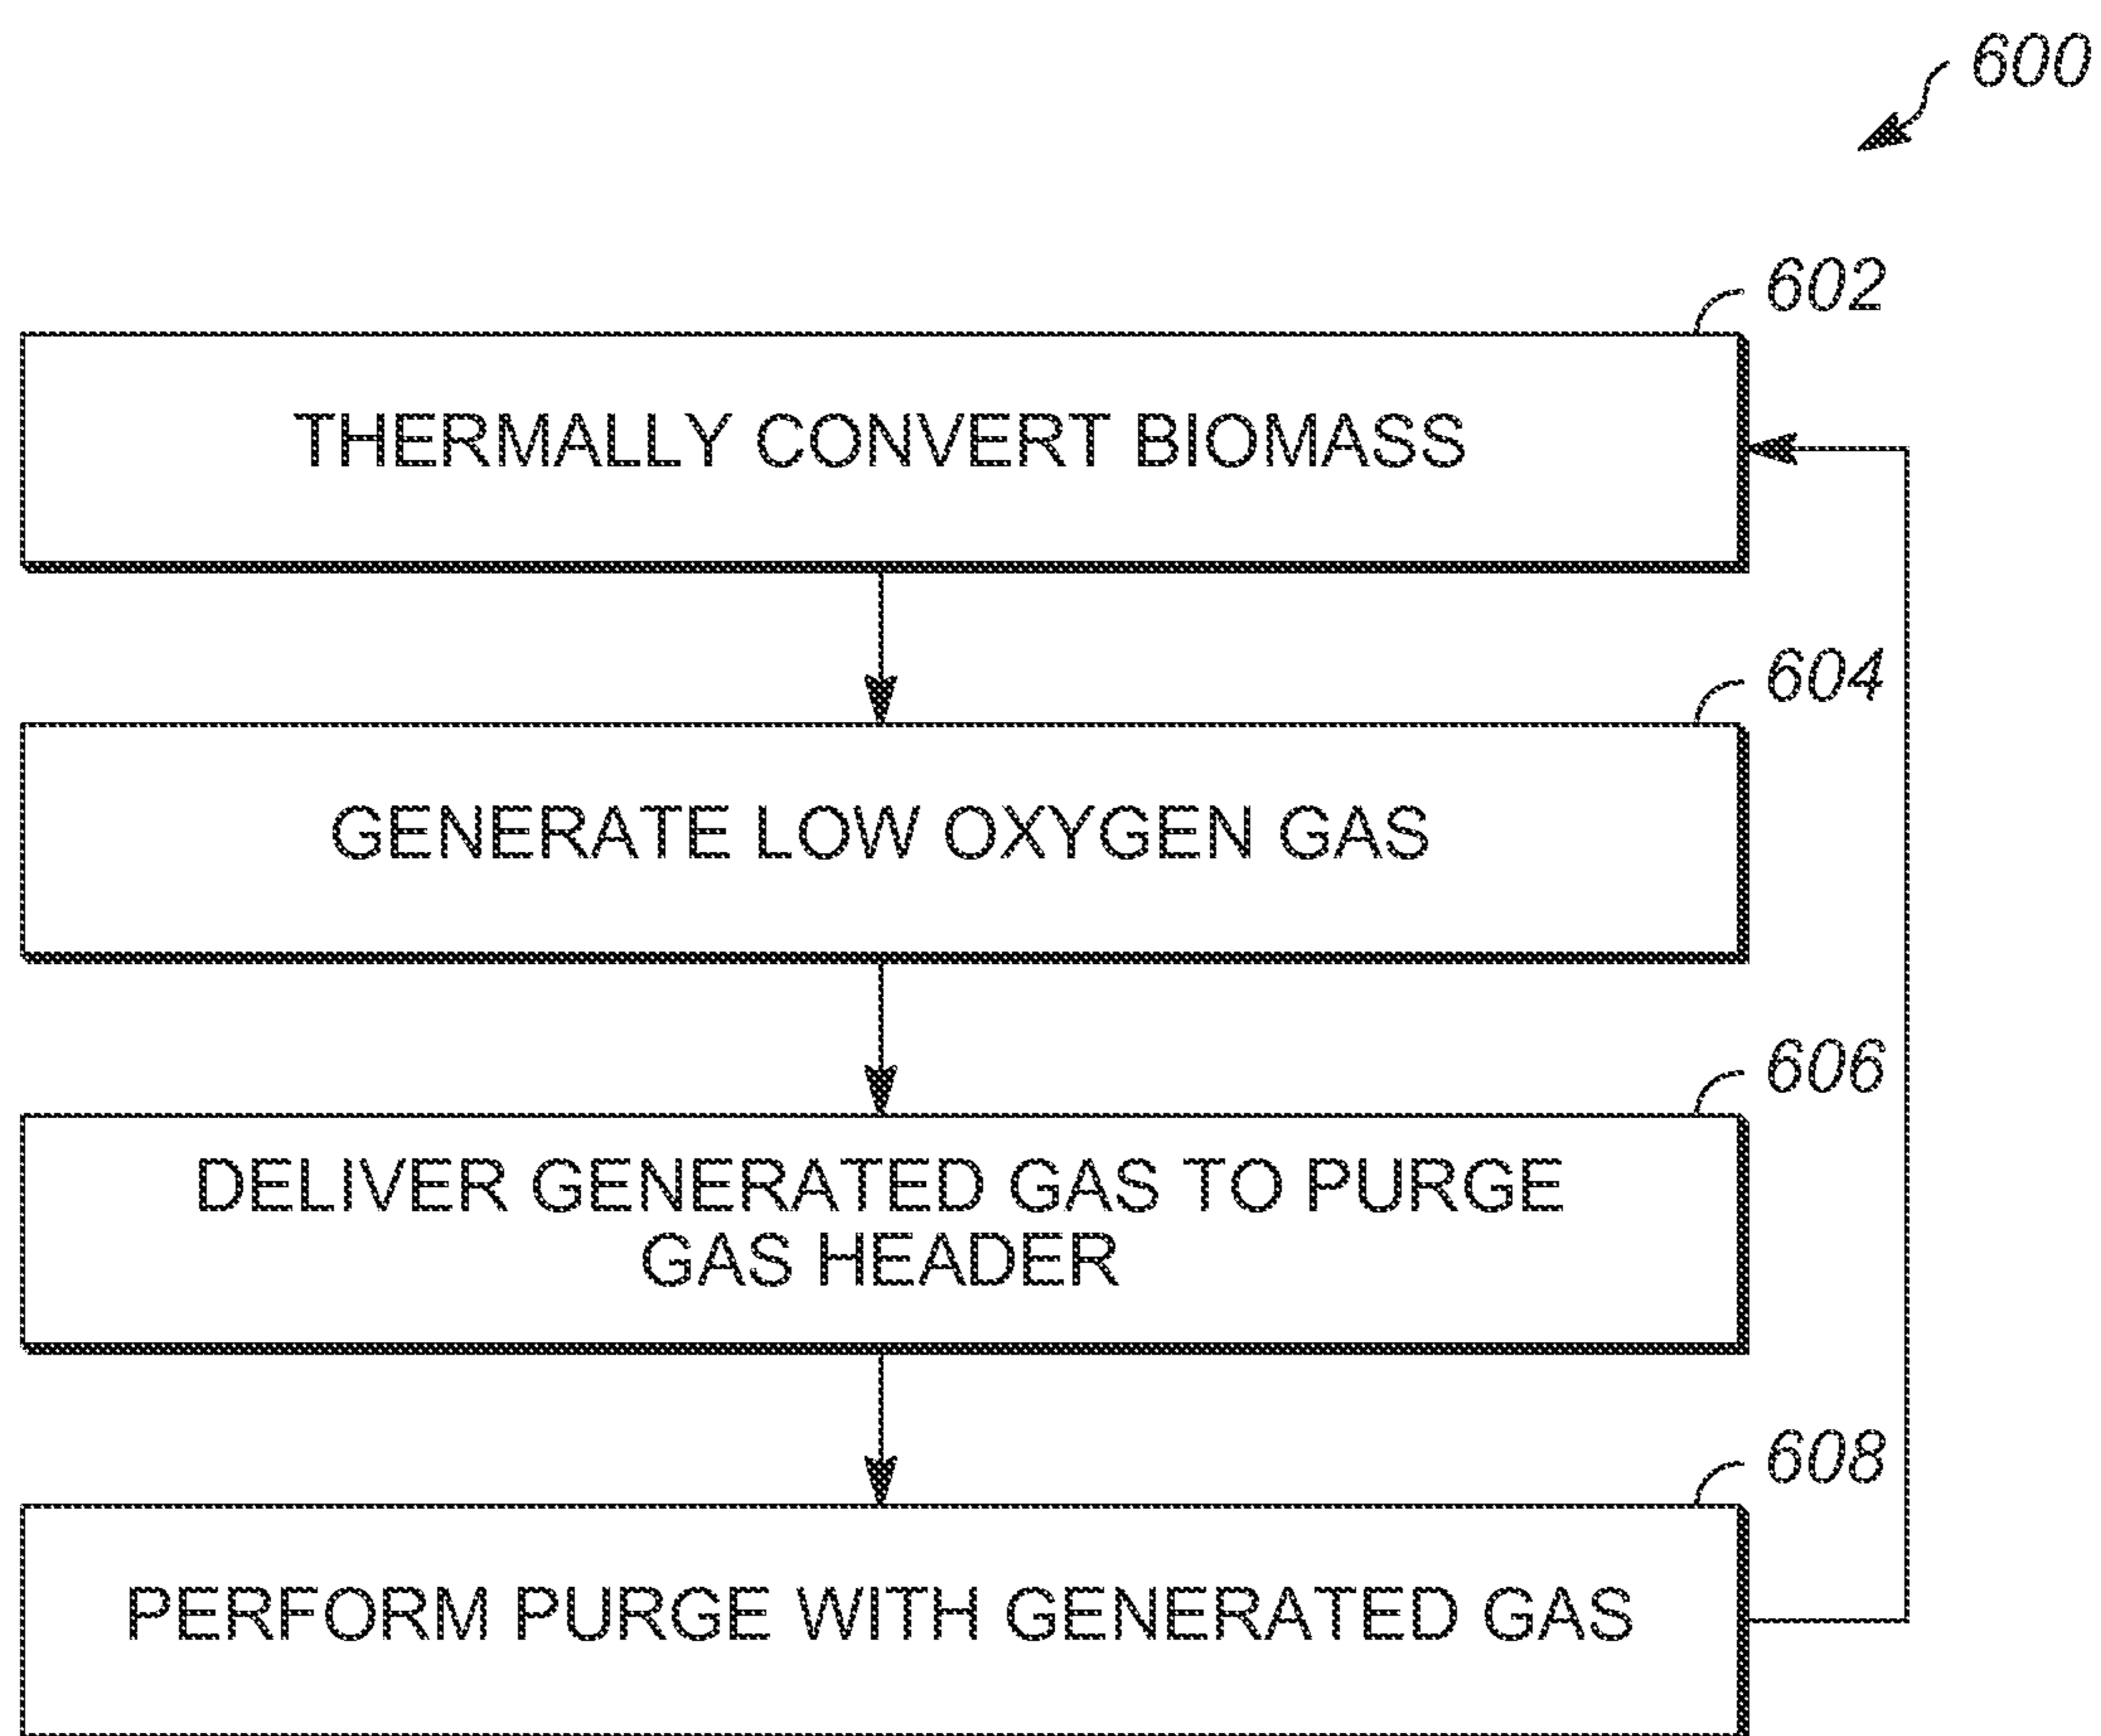 600
602
THERMALLY CONVERT BIOMASS
604
GENERATE LOW OXYGEN GAS
606
DELIVER GENERATED GAS TO PURGE
GAS HEADER
608
PERFORM PURGE WITH GENERATED GAS